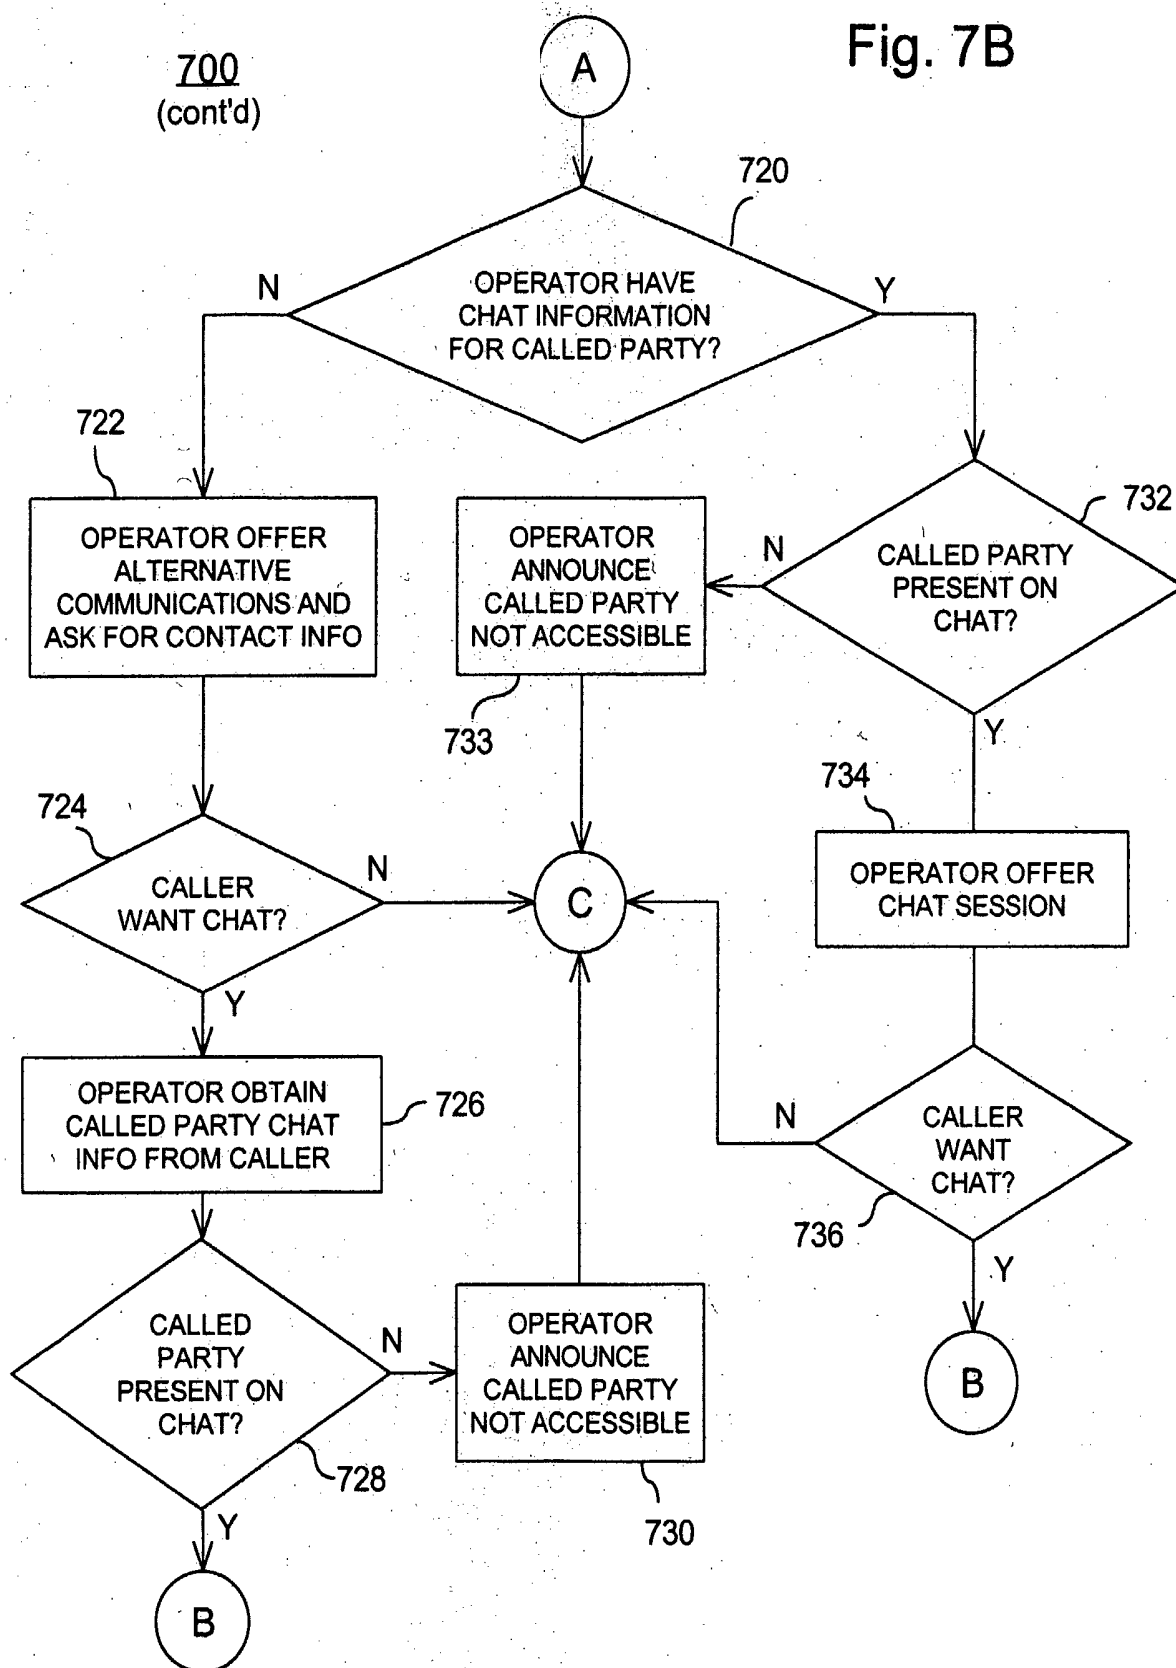 Fig. 7B
700
(cont'd)
A
720
OPERATOR HAVE
CHAT INFORMATION
FOR CALLED PARTY?
N
Y
722
OPERATOR OFFER
ALTERNATIVE
COMMUNICATIONS AND
ASK FOR CONTACT INFO
OPERATOR
ANNOUNCE
CALLED PARTY
NOT ACCESSIBLE
733
N
732
CALLED PARTY
PRESENT ON
CHAT?
Y
734
OPERATOR OFFER
CHAT SESSION
724
CALLER
WANT CHAT?
N
C
Y
OPERATOR OBTAIN
CALLED PARTY CHAT
INFO FROM CALLER
726
N
CALLER
WANT
CHAT?
736
Y
B
CALLED
PARTY
PRESENT ON
CHAT?
N
728
OPERATOR
ANNOUNCE
CALLED PARTY
NOT ACCESSIBLE
730
Y
B